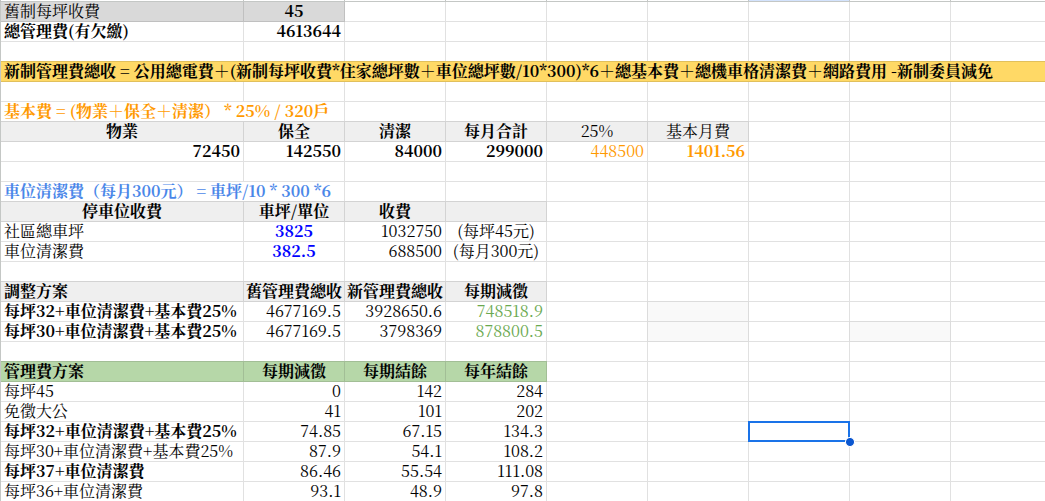 舊制每坪收費 45
總管理費(有欠繳) 4613644
新制管理費總收 = 公用總電費＋(新制每坪收費*住家總坪數＋車位總坪數/10*300)*6＋總基本費＋總機車格清潔費＋網路費用 -新制委員減免
基本費 = (物業＋保全＋清潔） * 25% / 320戶
物業 保全 清潔 每月合計 25% 基本月費
72450 142550 84000 299000 448500 1401.56
車位清潔費（每月300元） = 車坪/10 * 300 *6
停車位收費 車坪/單位 收費
社區總車坪 3825 1032750 (每坪45元)
車位清潔費 382.5 688500 (每月300元)
調整方案 舊管理費總收 新管理費總收 每期減徵
每坪32+車位清潔費+基本費25% 4677169.5 3928650.6 748518.9
每坪30+車位清潔費+基本費25% 4677169.5 3798369 878800.5
管理費方案 每期減徵 每期結餘 每年結餘
每坪45 0 142 284
免徵大公 41 101 202
每坪32+車位清潔費+基本費25% 74.85 67.15 134.3
每坪30+車位清潔費+基本費25% 87.9 54.1 108.2
每坪37+車位清潔費 86.46 55.54 111.08
每坪36+車位清潔費 93.1 48.9 97.8